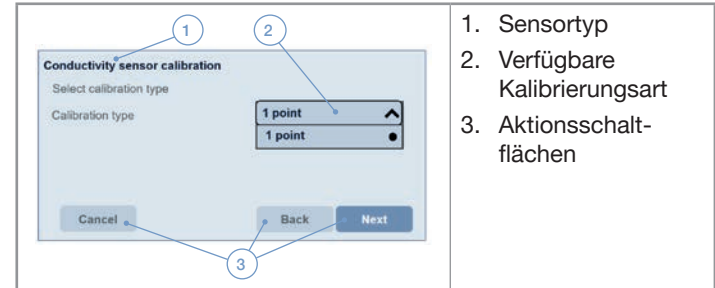 1
2
Conductivity sensor calibration
Select calibration type
Calibration type
1 point
1 point
Cancel
Back
Next
3
1. Sensortyp
2. Verfügbare
Kalibrierungsart
3. Aktionsschalt-
flächen